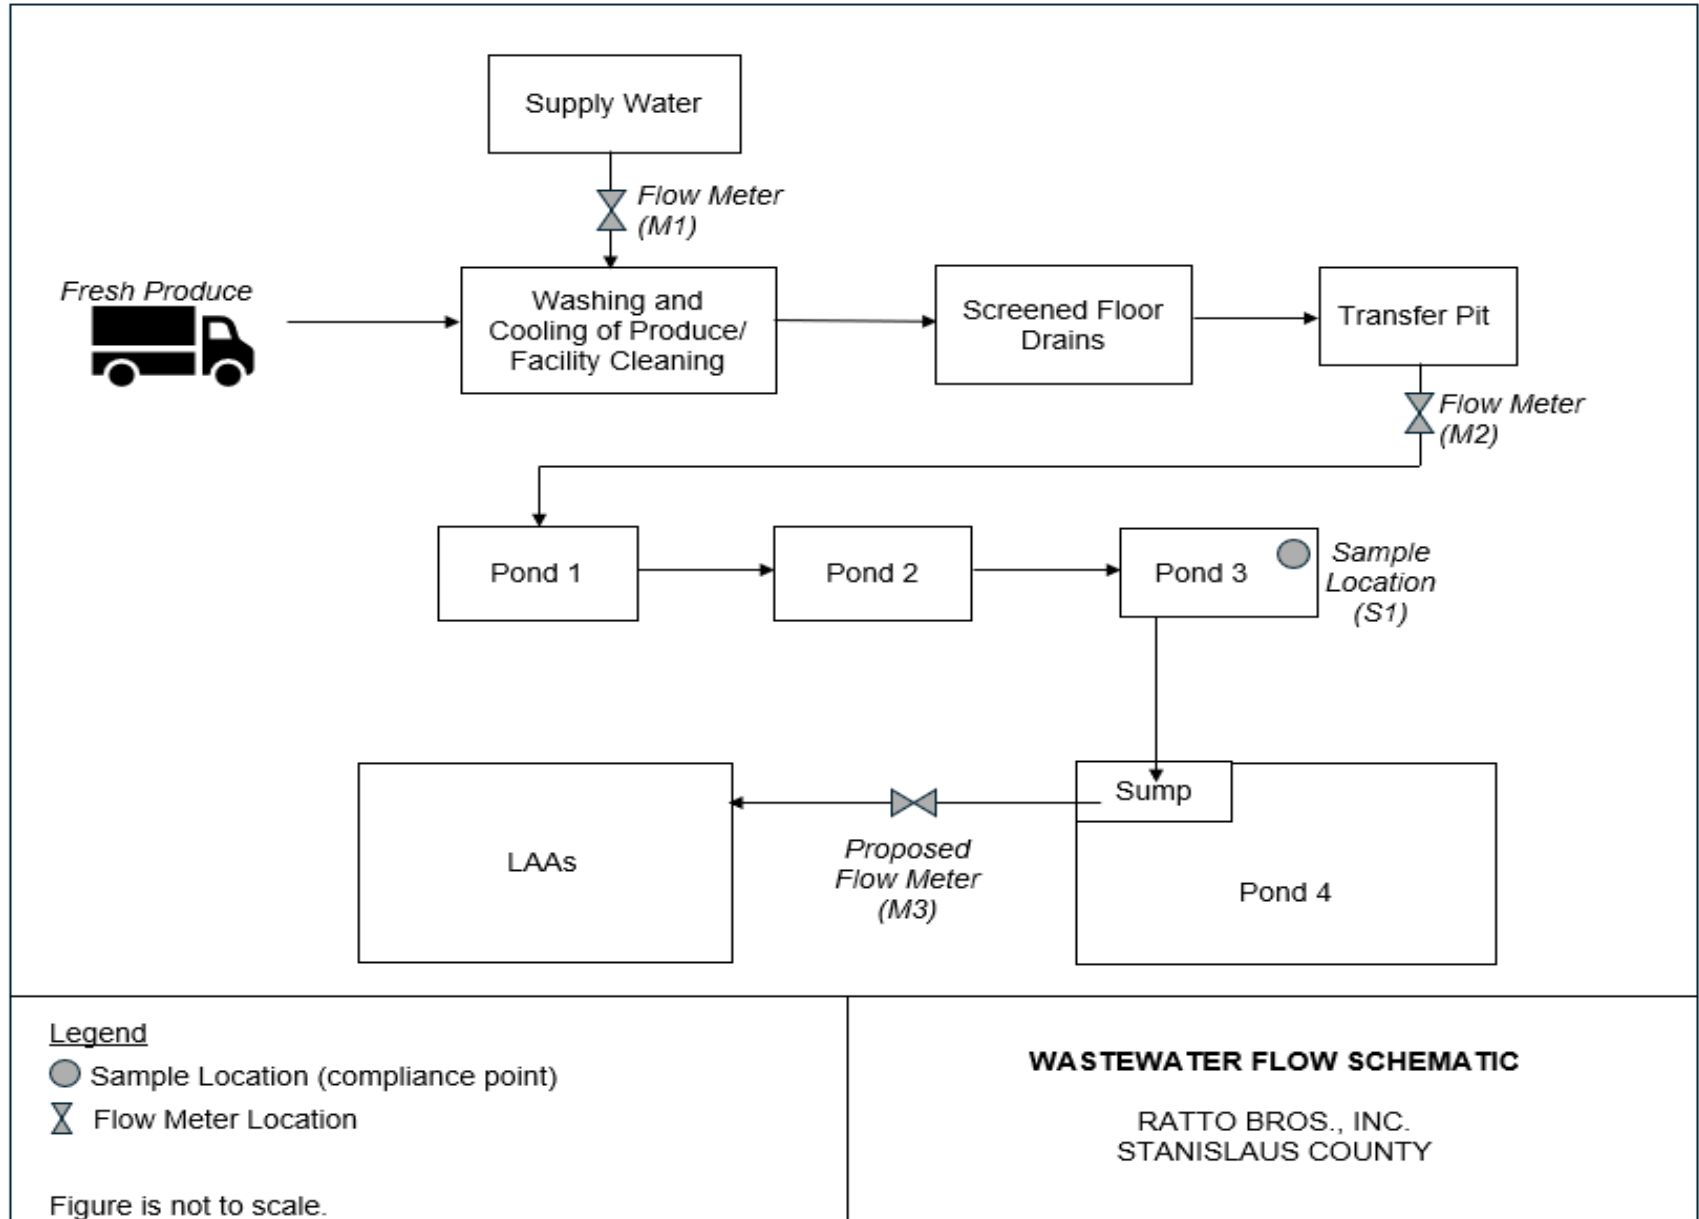 Supply Water
Flow Meter
(M1)
Fresh Produce
Washing and
Cooling of Produce/
Facility Cleaning
Screened Floor
Drains
Transfer Pit
Flow Meter
(M2)
Pond 1
Pond 2
Pond 3
Sample
Location
(S1)
Sump
LAAs
Proposed
Flow Meter
(M3)
Pond 4
Legend
Sample Location (compliance point)
Flow Meter Location
Figure is not to scale.
WASTEWATER FLOW SCHEMATIC
RATTO BROS., INC.
STANISLAUS COUNTY